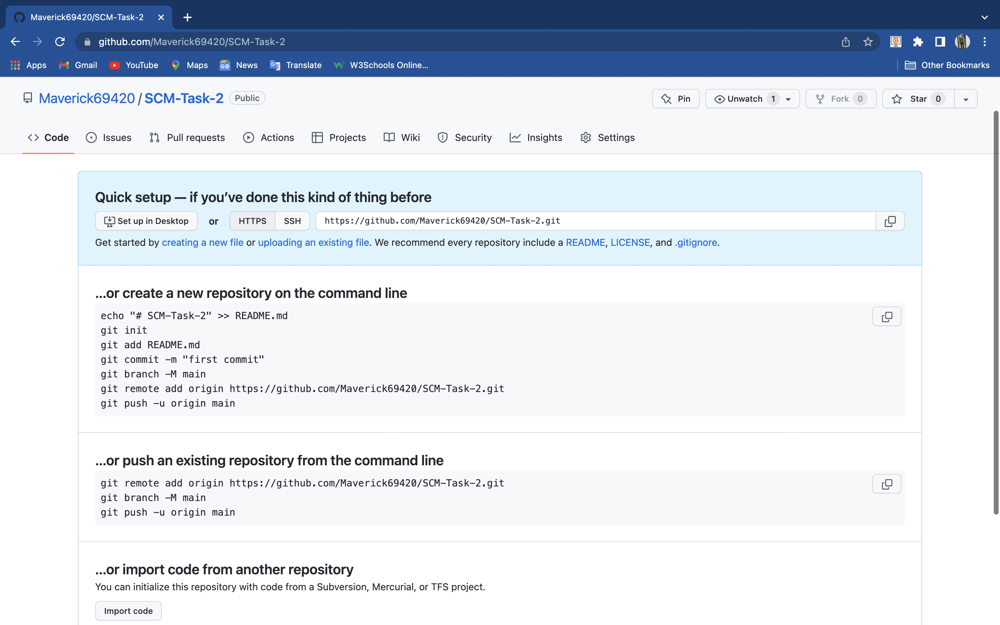 Maverick69420/SCM-Task-2
github.com/Maverick69420/SCM-Task-2
Apps Gmail YouTube Maps News Translate W3Schools Online... Other Bookmarks
Maverick69420 / SCM-Task-2 Public Pin Unwatch 1 Fork 0 Star 0
Code Issues Pull requests Actions Projects Wiki Security Insights Settings
Quick setup — if you’ve done this kind of thing before
Set up in Desktop or HTTPS SSH https://github.com/Maverick69420/SCM-Task-2.git
Get started by creating a new file or uploading an existing file. We recommend every repository include a README, LICENSE, and .gitignore.
…or create a new repository on the command line
echo "# SCM-Task-2" >> README.md
git init
git add README.md
git commit -m "first commit"
git branch -M main
git remote add origin https://github.com/Maverick69420/SCM-Task-2.git
git push -u origin main
…or push an existing repository from the command line
git remote add origin https://github.com/Maverick69420/SCM-Task-2.git
git branch -M main
git push -u origin main
…or import code from another repository
You can initialize this repository with code from a Subversion, Mercurial, or TFS project.
Import code